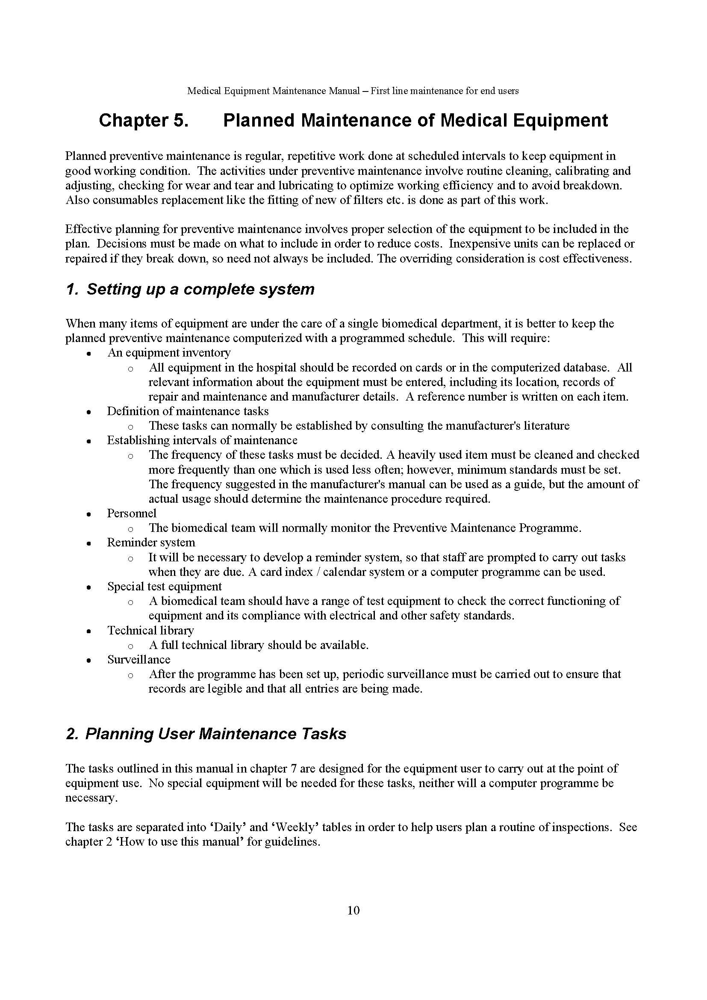 Medical Equipment Maintenance Manual – First line maintenance for end users
Chapter 5. Planned Maintenance of Medical Equipment
Planned preventive maintenance is regular, repetitive work done at scheduled intervals to keep equipment in
good working condition. The activities under preventive maintenance involve routine cleaning, calibrating and
adjusting, checking for wear and tear and lubricating to optimize working efficiency and to avoid breakdown.
Also consumables replacement like the fitting of new of filters etc. is done as part of this work.
Effective planning for preventive maintenance involves proper selection of the equipment to be included in the
plan. Decisions must be made on what to include in order to reduce costs. Inexpensive units can be replaced or
repaired if they break down, so need not always be included. The overriding consideration is cost effectiveness.
1. Setting up a complete system
When many items of equipment are under the care of a single biomedical department, it is better to keep the
planned preventive maintenance computerized with a programmed schedule. This will require:
• An equipment inventory
o All equipment in the hospital should be recorded on cards or in the computerized database. All
relevant information about the equipment must be entered, including its location, records of
repair and maintenance and manufacturer details. A reference number is written on each item.
• Definition of maintenance tasks
o These tasks can normally be established by consulting the manufacturer's literature
• Establishing intervals of maintenance
o The frequency of these tasks must be decided. A heavily used item must be cleaned and checked
more frequently than one which is used less often; however, minimum standards must be set.
The frequency suggested in the manufacturer's manual can be used as a guide, but the amount of
actual usage should determine the maintenance procedure required.
• Personnel
o The biomedical team will normally monitor the Preventive Maintenance Programme.
• Reminder system
o It will be necessary to develop a reminder system, so that staff are prompted to carry out tasks
when they are due. A card index / calendar system or a computer programme can be used.
• Special test equipment
o A biomedical team should have a range of test equipment to check the correct functioning of
equipment and its compliance with electrical and other safety standards.
• Technical library
o A full technical library should be available.
• Surveillance
o After the programme has been set up, periodic surveillance must be carried out to ensure that
records are legible and that all entries are being made.
2. Planning User Maintenance Tasks
The tasks outlined in this manual in chapter 7 are designed for the equipment user to carry out at the point of
equipment use. No special equipment will be needed for these tasks, neither will a computer programme be
necessary.
The tasks are separated into ‘Daily’ and ‘Weekly’ tables in order to help users plan a routine of inspections. See
chapter 2 ‘How to use this manual’ for guidelines.
10